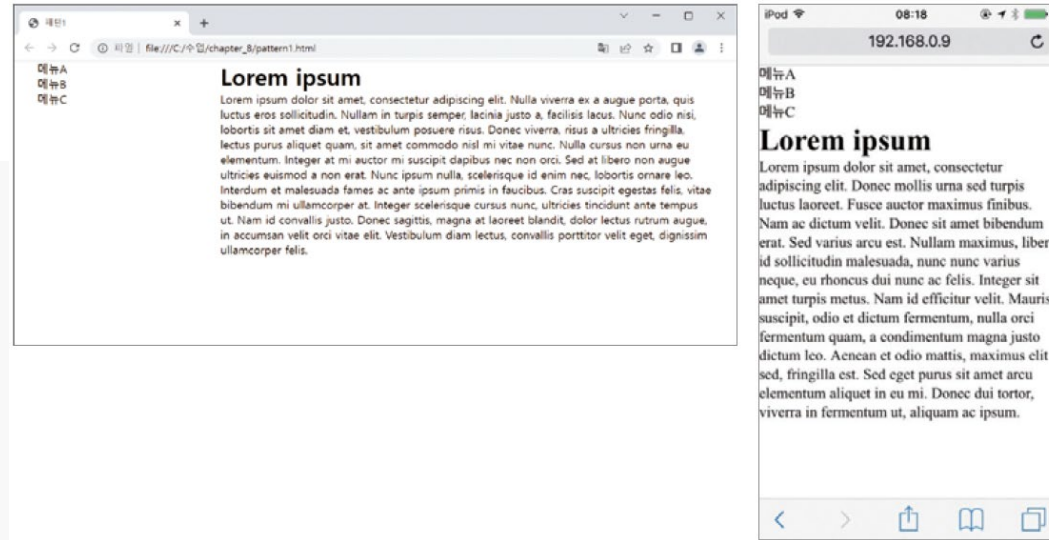 패턴1
파일 file:///C:/수업/chapter_8/pattern1.html
메뉴A
메뉴B
메뉴C
Lorem ipsum
Lorem ipsum dolor sit amet, consectetur adipiscing elit. Nulla viverra ex a augue porta, quis
luctus eros sollicitudin. Nullam in turpis semper, lacinia justo a, facilisis lacus. Nunc odio nisi,
lobortis sit amet diam et, vestibulum posuere risus. Donec viverra, risus a ultricies fringilla,
lectus purus aliquet quam, sit amet commodo nisl mi vitae nunc. Nulla cursus non urna eu
elementum. Integer at mi auctor mi suscipit dapibus nec non orci. Sed at libero non augue
ultricies euismod a non erat. Nunc ipsum nulla, scelerisque id enim nec, lobortis ornare leo.
Interdum et malesuada fames ac ante ipsum primis in faucibus. Cras suscipit egestas felis, vitae
bibendum mi ullamcorper at. Integer scelerisque cursus nunc, ultricies tincidunt ante tempus
ut. Nam id convallis justo. Donec sagittis, magna at laoreet blandit, dolor lectus rutrum augue,
in accumsan velit orci vitae elit. Vestibulum diam lectus, convallis porttitor velit eget, dignissim
ullamcorper felis.
iPod 08:18
192.168.0.9
메뉴A
메뉴B
메뉴C
Lorem ipsum
Lorem ipsum dolor sit amet, consectetur
adipiscing elit. Donec mollis urna sed turpis
luctus laoreet. Fusce auctor maximus finibus.
Nam ac dictum velit. Donec sit amet bibendum
erat. Sed varius arcu est. Nullam maximus, liber
id sollicitudin malesuada, nunc nunc varius
neque, eu rhoncus dui nunc ac felis. Integer sit
amet turpis metus. Nam id efficitur velit. Mauris
suscipit, odio et dictum fermentum, nulla orci
fermentum quam, a condimentum magna justo
dictum leo. Aenean et odio mattis, maximus elit
sed, fringilla est. Sed eget purus sit amet arcu
elementum aliquet in eu mi. Donec dui tortor,
viverra in fermentum ut, aliquam ac ipsum.